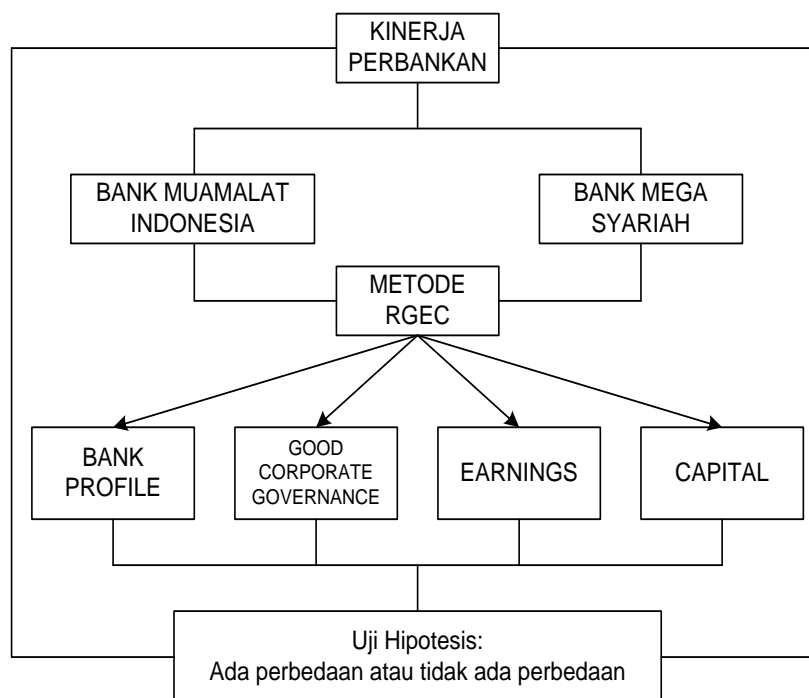 KINERJA
PERBANKAN
BANK MUAMALAT
INDONESIA
BANK MEGA
SYARIAH
METODE
RGEC
BANK
PROFILE
GOOD
CORPORATE
GOVERNANCE
EARNINGS
CAPITAL
Uji Hipotesis:
Ada perbedaan atau tidak ada perbedaan